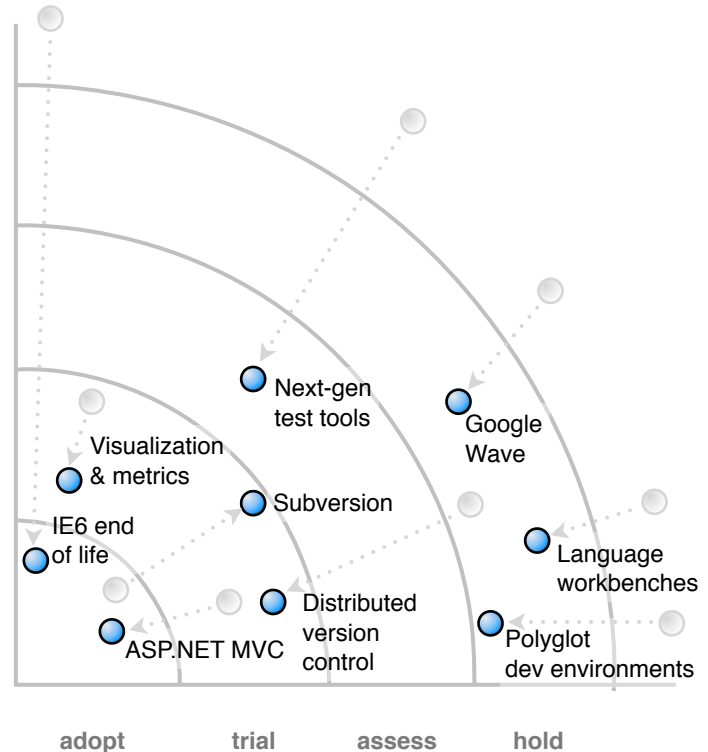 Next-gen
test tools
Google
Wave
Visualization
& metrics
Subversion
IE6 end
of life
Language
workbenches
Distributed
version
control
ASP.NET MVC
Polyglot
dev environments
adopt trial assess hold